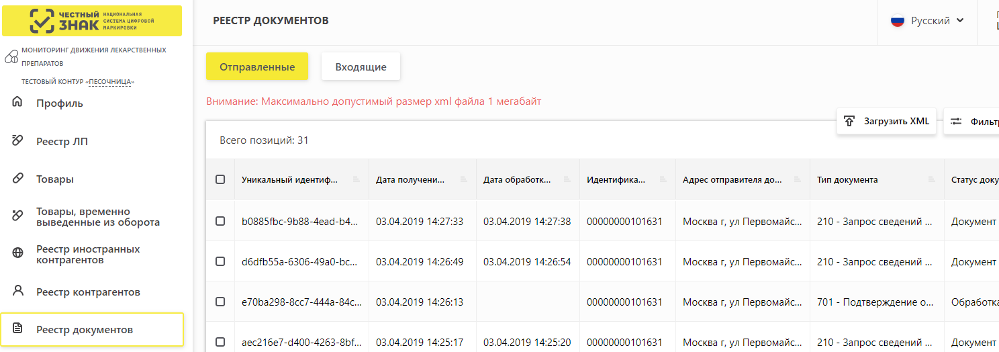 ЧЕСТНЫЙ
ЗНАК
НАЦИОНАЛЬНАЯ
СИСТЕМА ЦИФРОВОЙ
МАРКИРОВКИ
МОНИТОРИНГ ДВИЖЕНИЯ ЛЕКАРСТВЕННЫХ
ПРЕПАРАТОВ
ТЕСТОВЫЙ КОНТУР «ПЕСОЧНИЦА»
Профиль
Реестр ЛП
Товары
Товары, временно
выведенные из оборота
Реестр иностранных
контрагентов
Реестр контрагентов
Реестр документов
РЕЕСТР ДОКУМЕНТОВ
Русский
Отправленные Входящие
Внимание: Максимально допустимый размер xml файла 1 мегабайт
Загрузить XML Фильтр
Всего позиций: 31
Уникальный идентиф... Дата получени... Дата обработк... Идентифика... Адрес отправителя до... Тип документа Статус доку
b0885fbc-9b88-4ead-b4... 03.04.2019 14:27:33 03.04.2019 14:27:38 00000000101631 Москва г, ул Первомайс... 210 - Запрос сведений ... Документ
d6dfb55a-6306-49a0-bc... 03.04.2019 14:26:49 03.04.2019 14:26:54 00000000101631 Москва г, ул Первомайс... 210 - Запрос сведений ... Документ
e70ba298-8cc7-444a-84c... 03.04.2019 14:26:13 00000000101631 Москва г, ул Первомайс... 701 - Подтверждение о... Обработка
aec216e7-d400-4263-8bf... 03.04.2019 14:25:17 03.04.2019 14:25:20 00000000101631 Москва г, ул Первомайс... 210 - Запрос сведений ... Документ